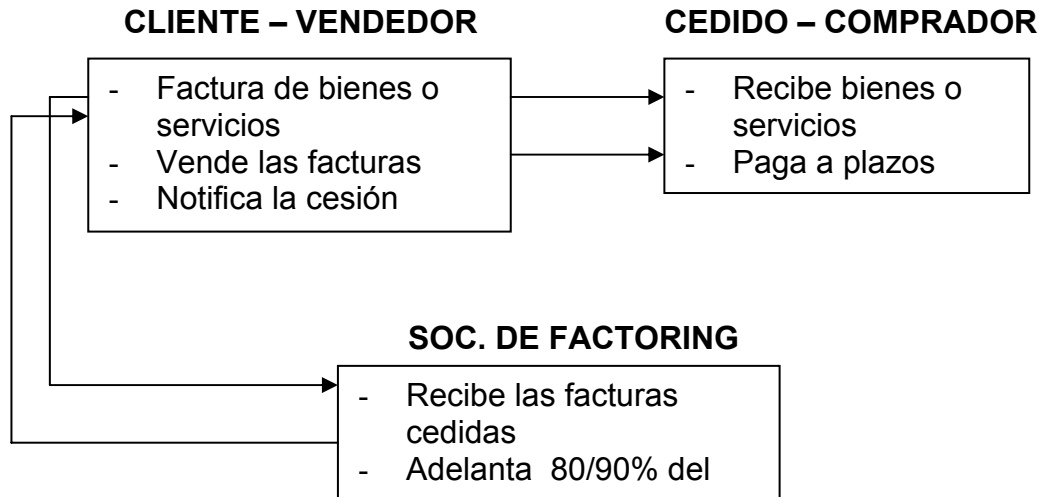 CLIENTE – VENDEDOR
CEDIDO – COMPRADOR
- Factura de bienes o
servicios
- Vende las facturas
- Notifica la cesión
- Recibe bienes o
servicios
- Paga a plazos
SOC. DE FACTORING
- Recibe las facturas
cedidas
- Adelanta 80/90% del